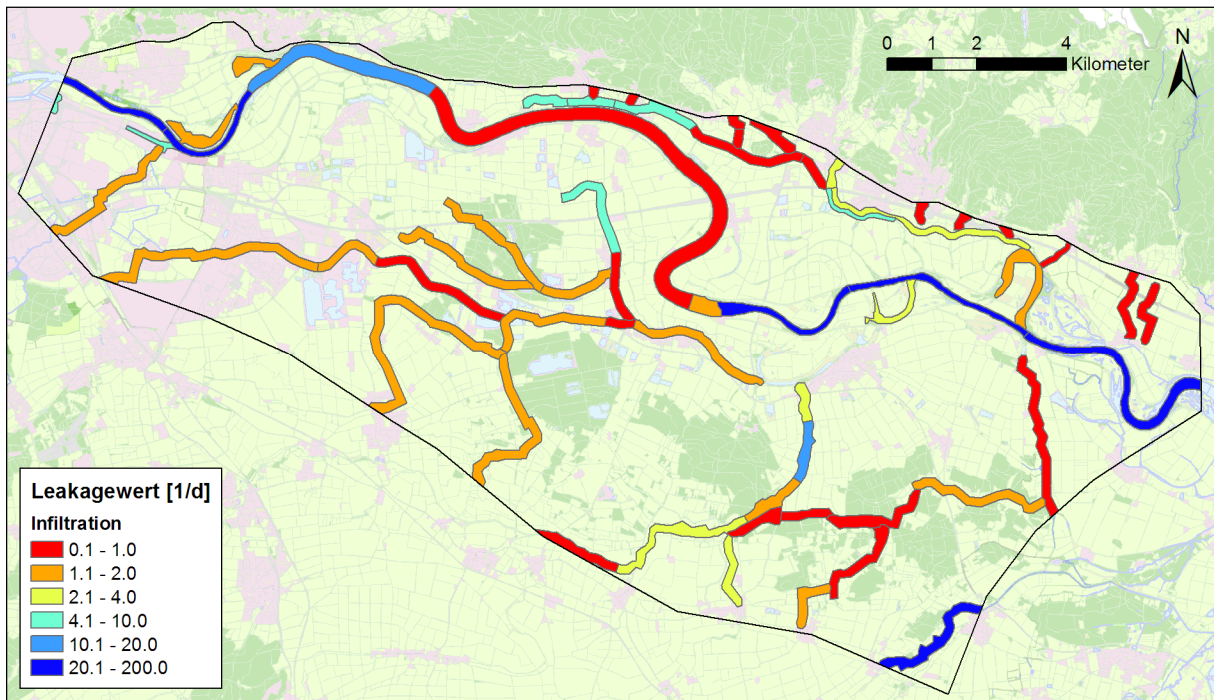 N
0 1 2 4
Kilometer
Leakagewert [1/d]
Infiltration
0.1 - 1.0
1.1 - 2.0
2.1 - 4.0
4.1 - 10.0
10.1 - 20.0
20.1 - 200.0